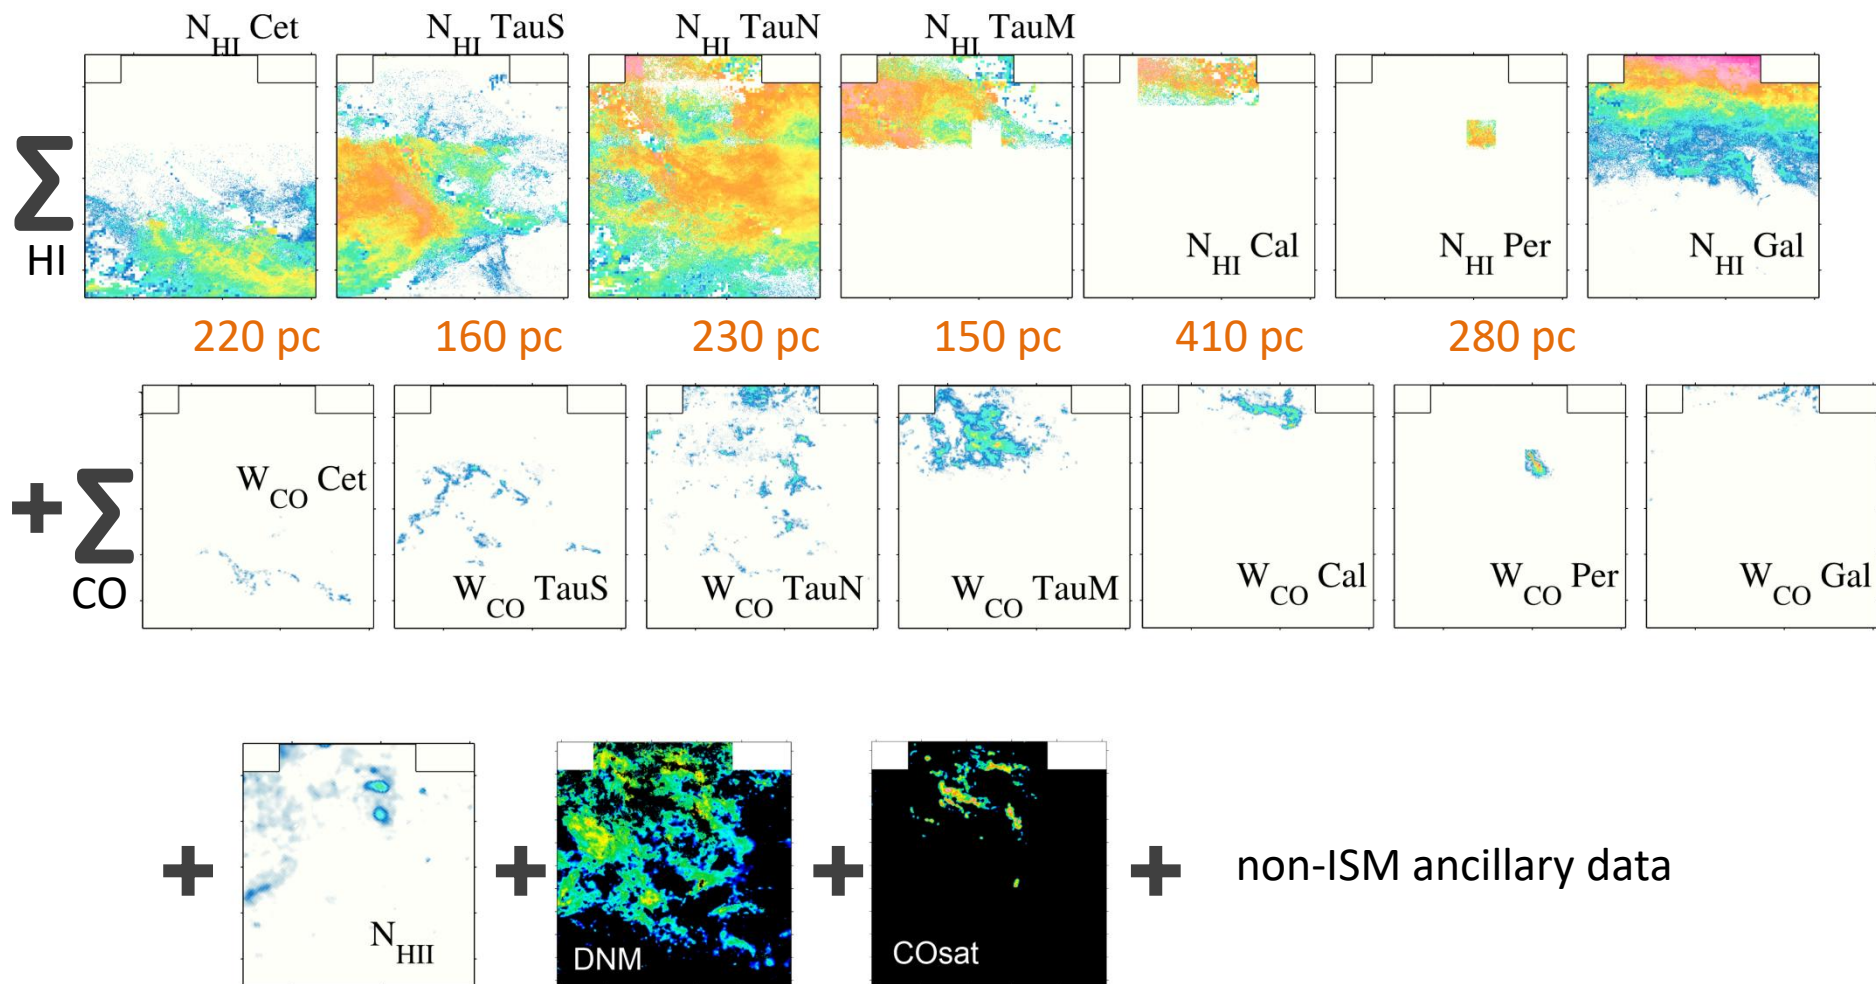 N_HI Cet N_HI TauS N_HI TauN N_HI TauM
Σ
HI
N_HI Cal N_HI Per N_HI Gal
220 pc 160 pc 230 pc 150 pc 410 pc 280 pc
+ Σ
CO
W_CO Cet
W_CO TauS W_CO TauN W_CO TauM W_CO Cal W_CO Per W_CO Gal
+ + + + non-ISM ancillary data
N_HII
DNM COsat